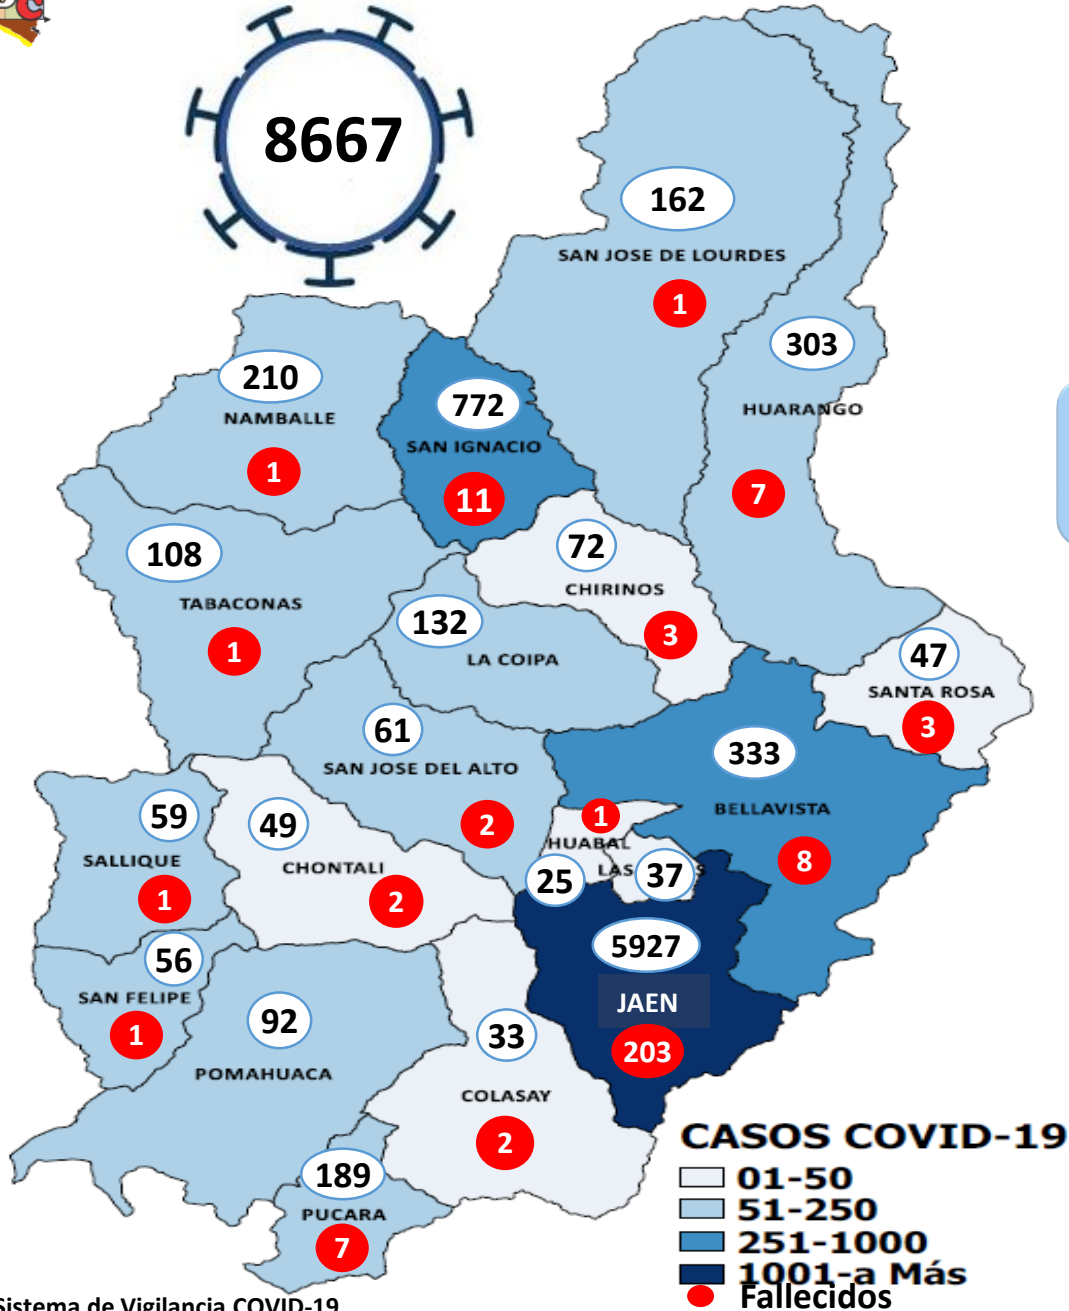 8667
162
SAN JOSE DE LOURDES
1
303
HUARANGO
7
210
NAMBALLE
1
772
SAN IGNACIO
11
72
CHIRINOS
3
108
TABACONAS
1
132
LA COIPA
47
SANTA ROSA
3
61
SAN JOSE DEL ALTO
2
333
BELLAVISTA
8
59
SALLIQUE
1
49
CHONTALI
2
1
HUABAL
25
LAS
37
5927
JAEN
203
56
SAN FELIPE
1
92
POMAHUACA
33
COLASAY
2
189
PUCARA
7
CASOS COVID-19
01-50
51-250
251-1000
1001-a Más
Fallecidos
Sistema de Vigilancia COVID-19